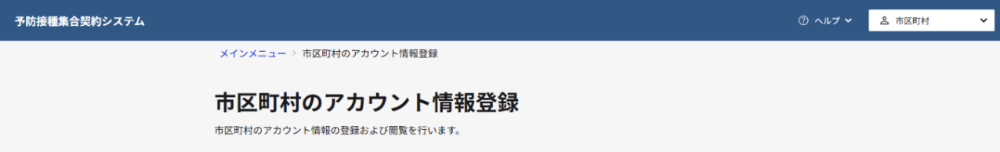 予防接種集合契約システム
ヘルプ
市区町村
メインメニュー > 市区町村のアカウント情報登録
市区町村のアカウント情報登録
市区町村のアカウント情報の登録および閲覧を行います。